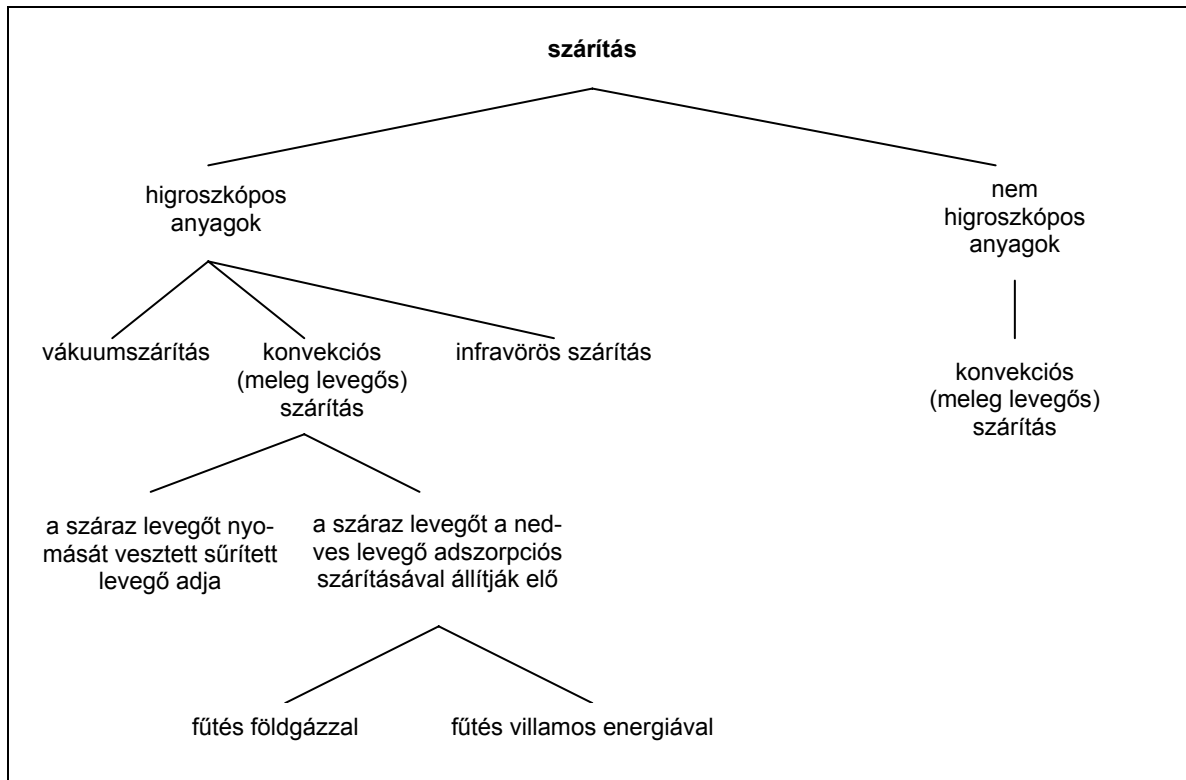 szárítás
higroszkópos
anyagok
nem
higroszkópos
anyagok
vákuumszárítás
konvekciós
(meleg levegős)
szárítás
infravörös szárítás
konvekciós
(meleg levegős)
szárítás
a száraz levegőt nyo-
mását vesztett sűrített
levegő adja
a száraz levegőt a ned-
ves levegő adszorpciós
szárításával állítják elő
fűtés földgázzal
fűtés villamos energiával